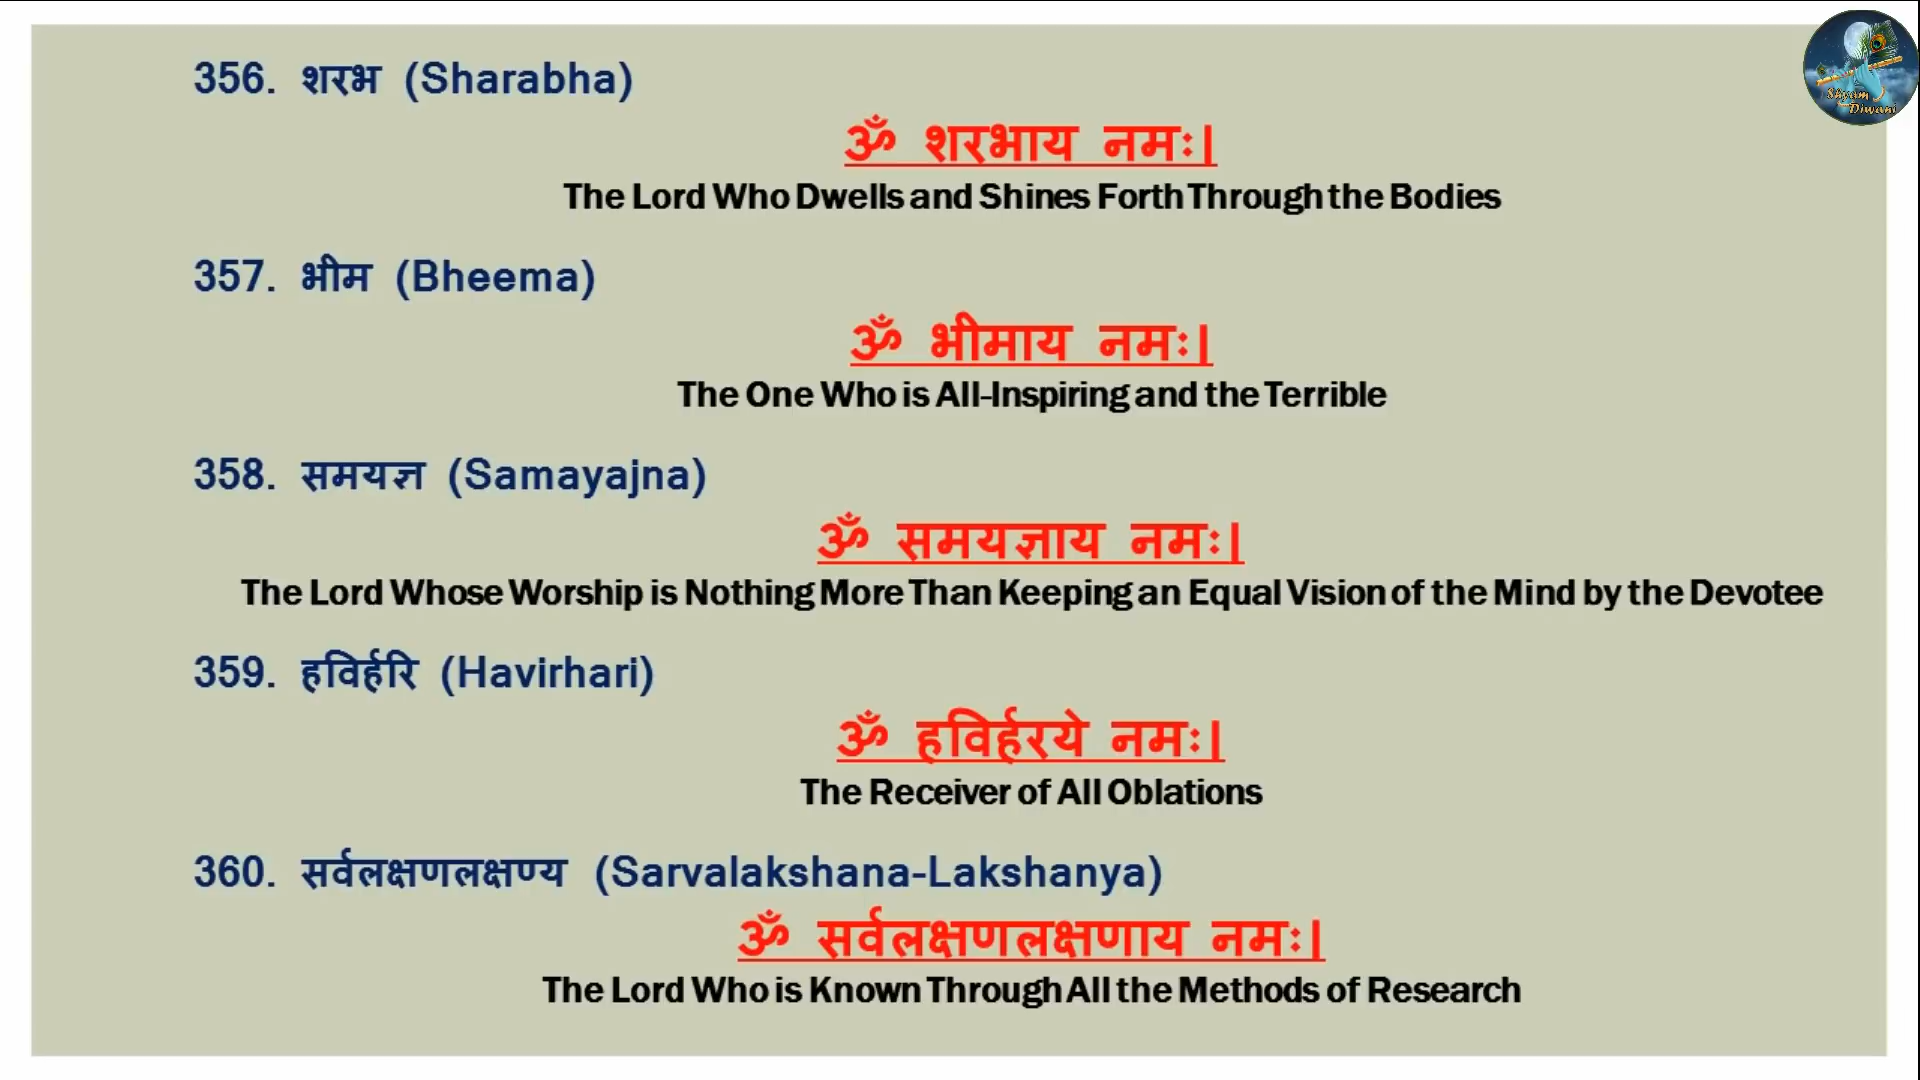 356. शरभ (Sharabha)
ॐ शरभाय नमः|
The Lord Who Dwells and Shines Forth Through the Bodies
357. भीम (Bheema)
ॐ भीमाय नमः|
The One Who is All-Inspiring and the Terrible
358. समयज्ञ (Samayajna)
ॐ समयज्ञाय नमः|
The Lord Whose Worship is Nothing More Than Keeping an Equal Vision of the Mind by the Devotee
359. हविर्हरि (Havirhari)
ॐ हविर्हरये नमः|
The Receiver of All Oblations
360. सर्वलक्षणलक्षण्य (Sarvalakshana-Lakshanya)
ॐ सर्वलक्षणलक्षणाय नमः|
The Lord Who is Known Through All the Methods of Research
Shyam
Diwani